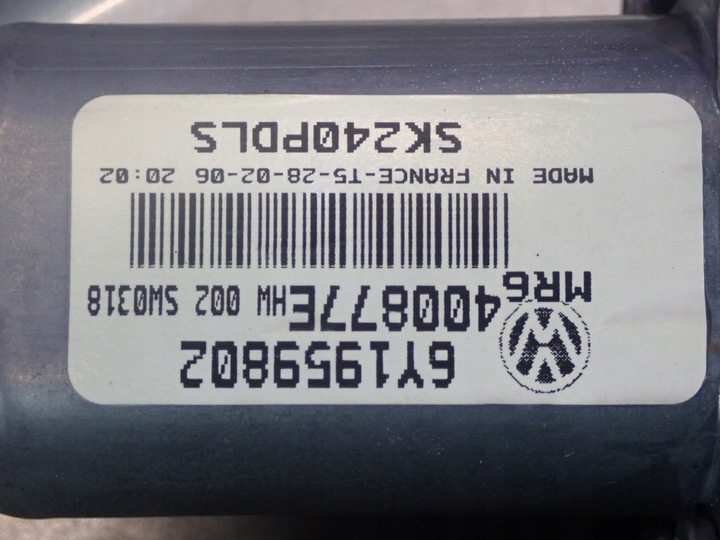 6Y1959802
400877E HW 002 SW0318
MR6
MADE IN FRANCE-T5-28-02-06 20:02
SK240PDLS